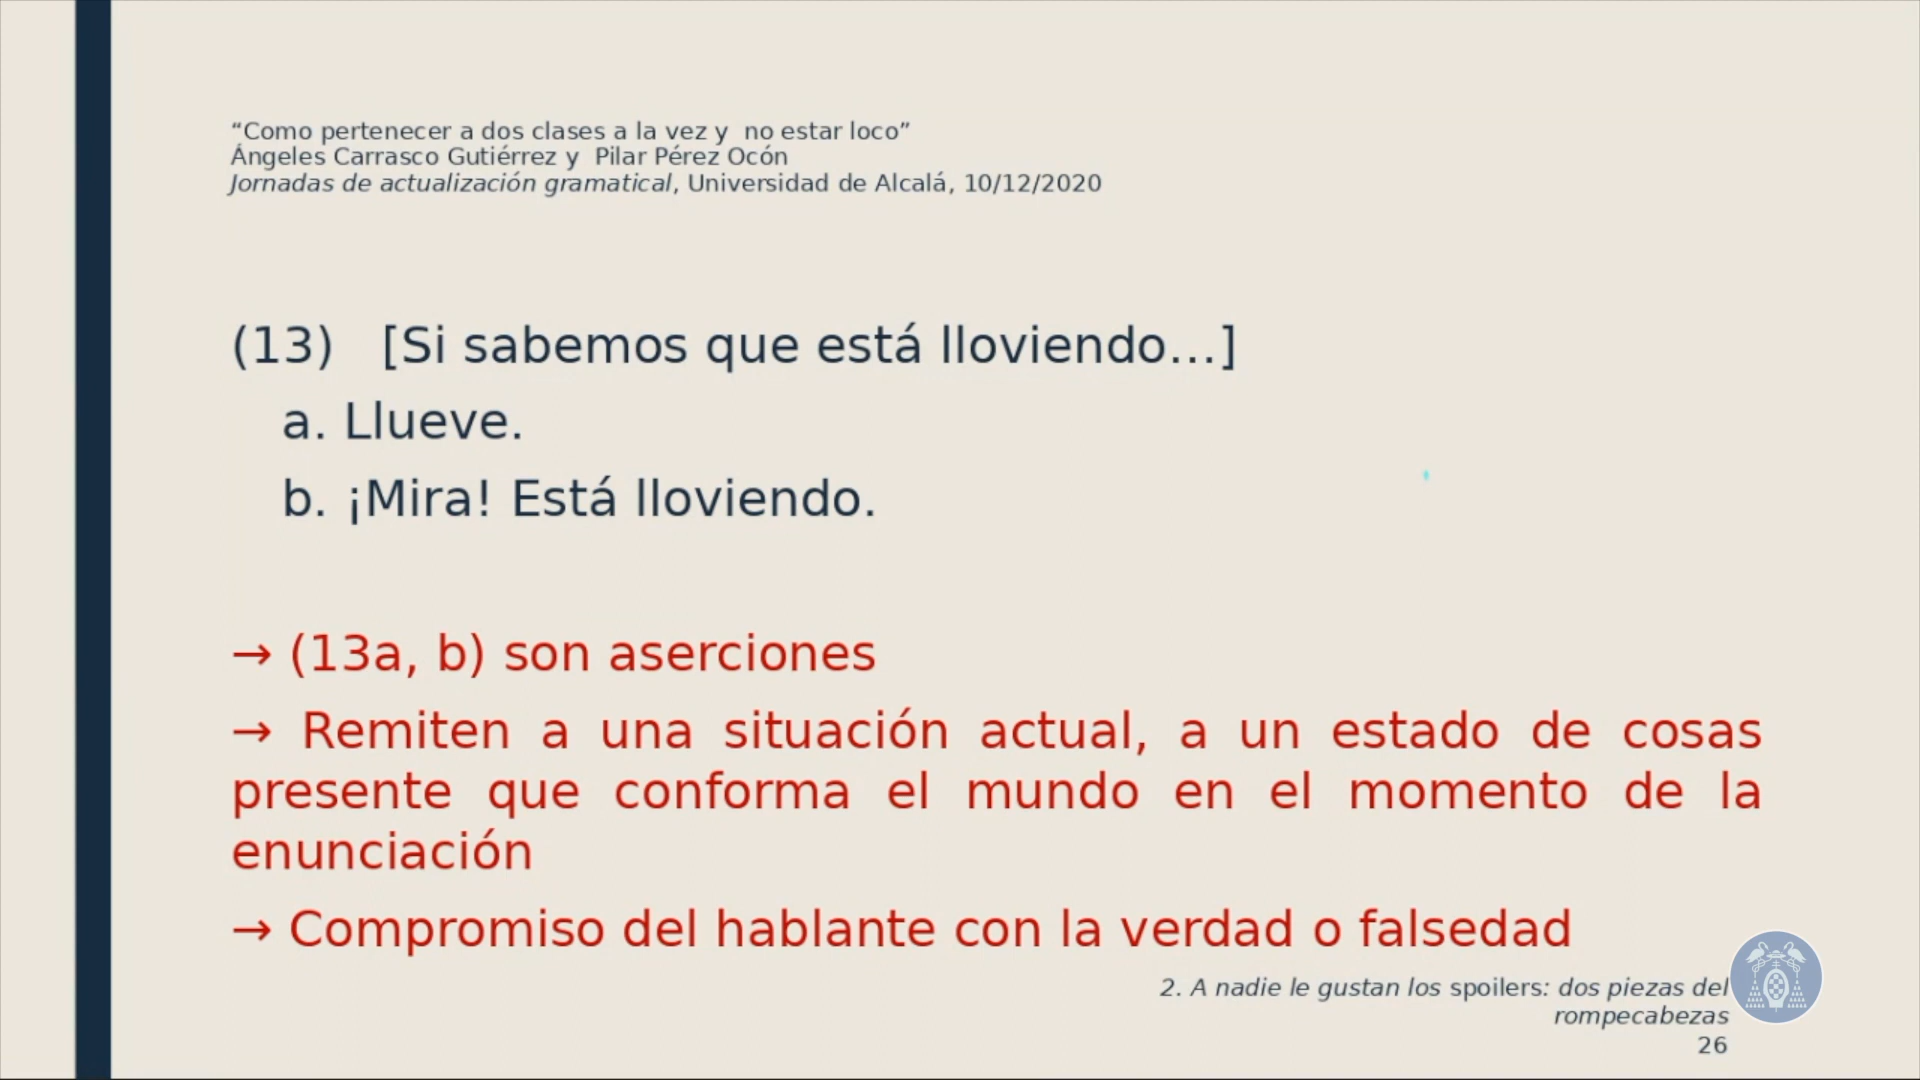 “Como pertenecer a dos clases a la vez y  no estar loco”
Ángeles Carrasco Gutiérrez y  Pilar Pérez Ocón
Jornadas de actualización gramatical, Universidad de Alcalá, 10/12/2020
(13)   [Si sabemos que está lloviendo…]
a. Llueve.
b. ¡Mira! Está lloviendo.
→ (13a, b) son aserciones
→ Remiten a una situación actual, a un estado de cosas
presente que conforma el mundo en el momento de la
enunciación
→ Compromiso del hablante con la verdad o falsedad
2. A nadie le gustan los spoilers: dos piezas del
rompecabezas
26